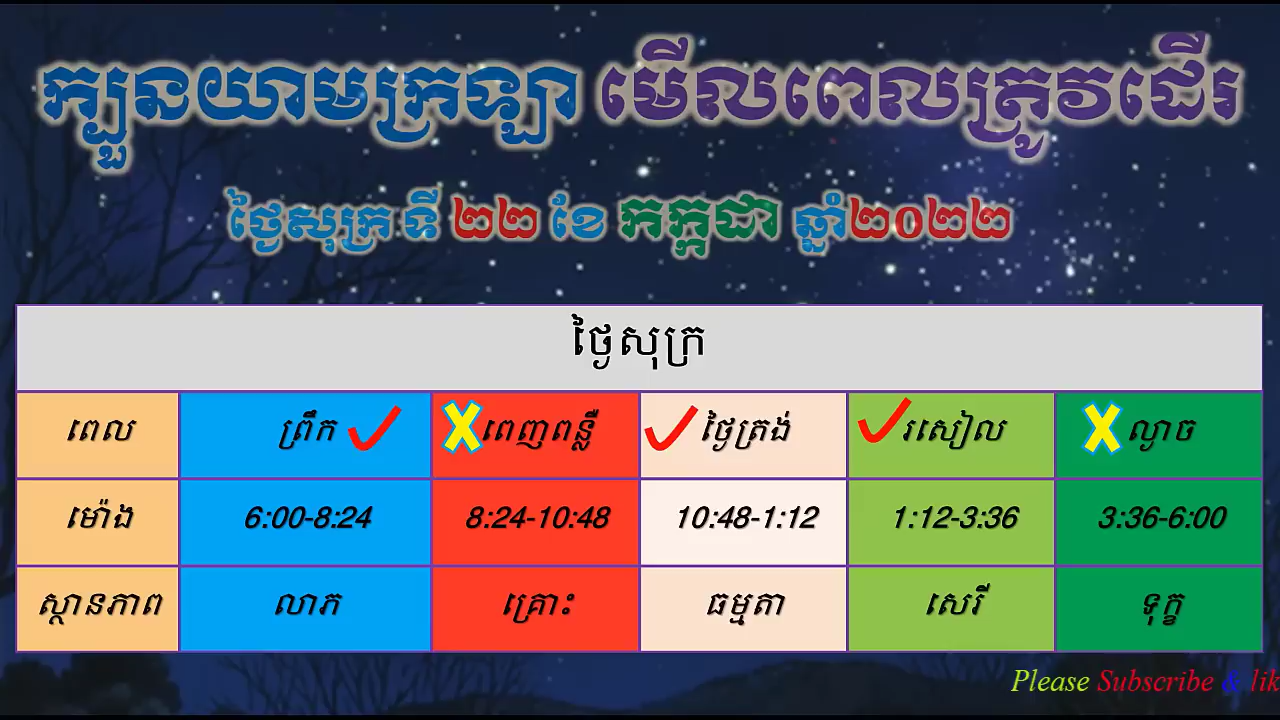 ក្បួនយាមក្រឡា មើលពេលត្រូវដើរ
ថ្ងៃសុក្រ ទី ២២ ខែ កក្កដា ឆ្នាំ២០២២
ថ្ងៃសុក្រ
ពេល ព្រឹក ពេញពន្លឺ ថ្ងៃត្រង់ រសៀល ល្ងាច
ម៉ោង 6:00-8:24 8:24-10:48 10:48-1:12 1:12-3:36 3:36-6:00
ស្ថានភាព លាភ គ្រោះ ធម្មតា សេរី ទុក្ខ
Please Subscribe & lik